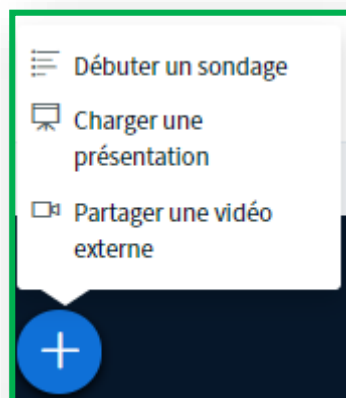 Débuter un sondage
Charger une
présentation
Partager une vidéo
externe